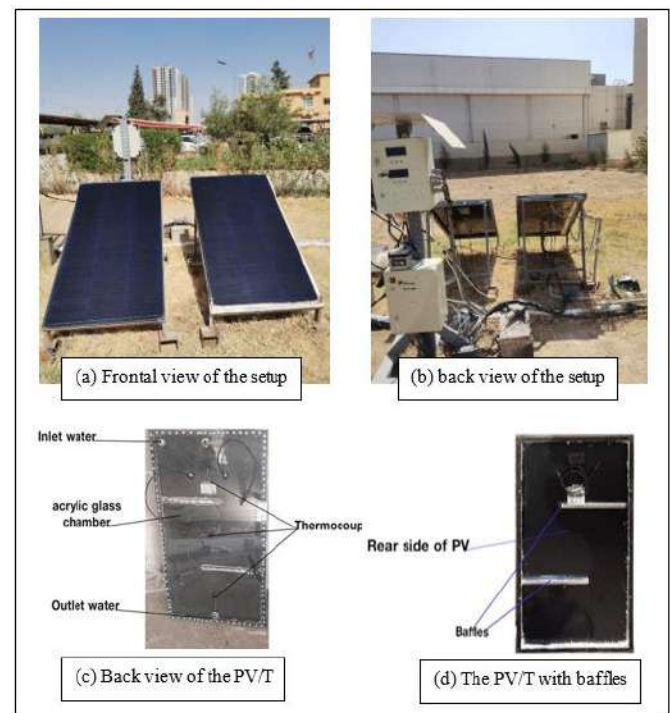 (a) Frontal view of the setup
(b) back view of the setup
Inlet water
acrylic glass
chamber
Thermocoup
Outlet water
(c) Back view of the PV/T
Rear side of PV
Baffles
(d) The PV/T with baffles